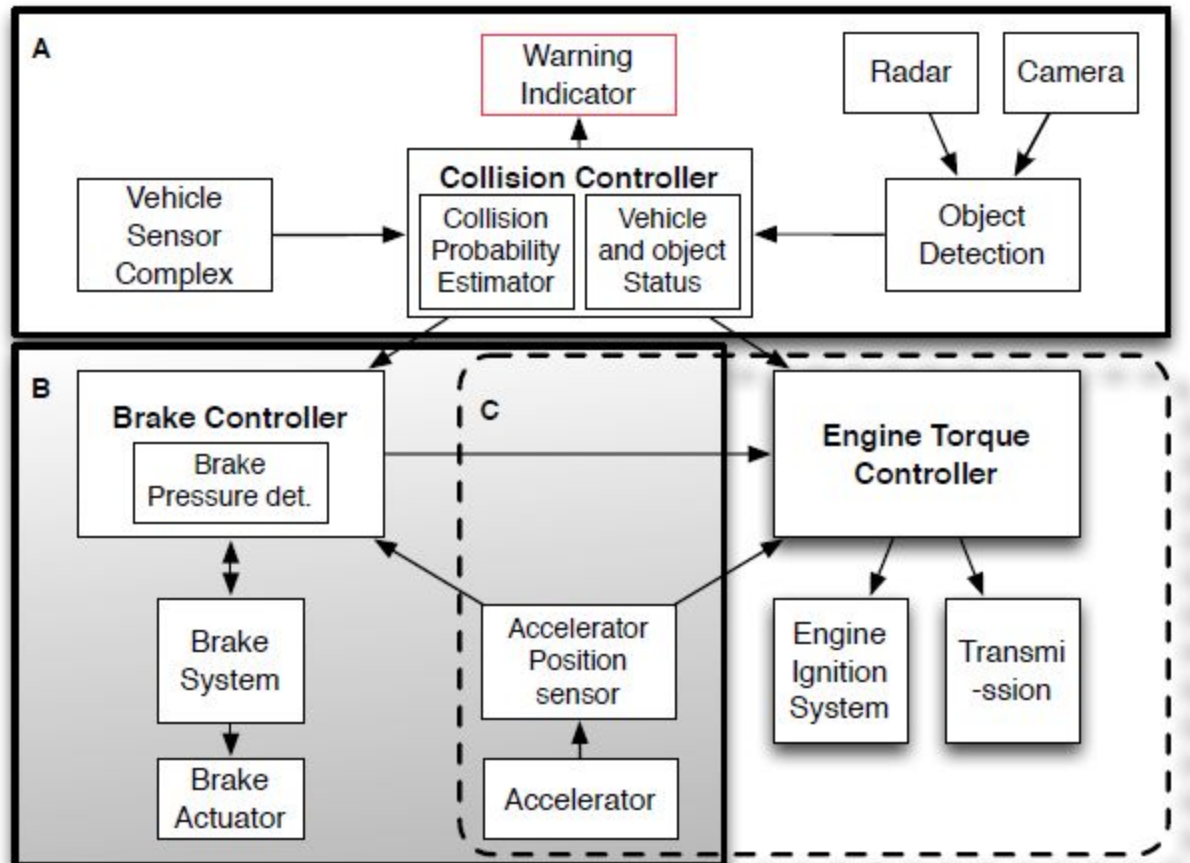 A
Warning
Indicator
Radar
Camera
Vehicle
Sensor
Complex
Collision Controller
Collision
Probability
Estimator
Vehicle
and object
Status
Object
Detection
B
Brake Controller
Brake
Pressure det.
C
Engine Torque
Controller
Brake
System
Accelerator
Position
sensor
Engine
Ignition
System
Transmi
-ssion
Brake
Actuator
Accelerator